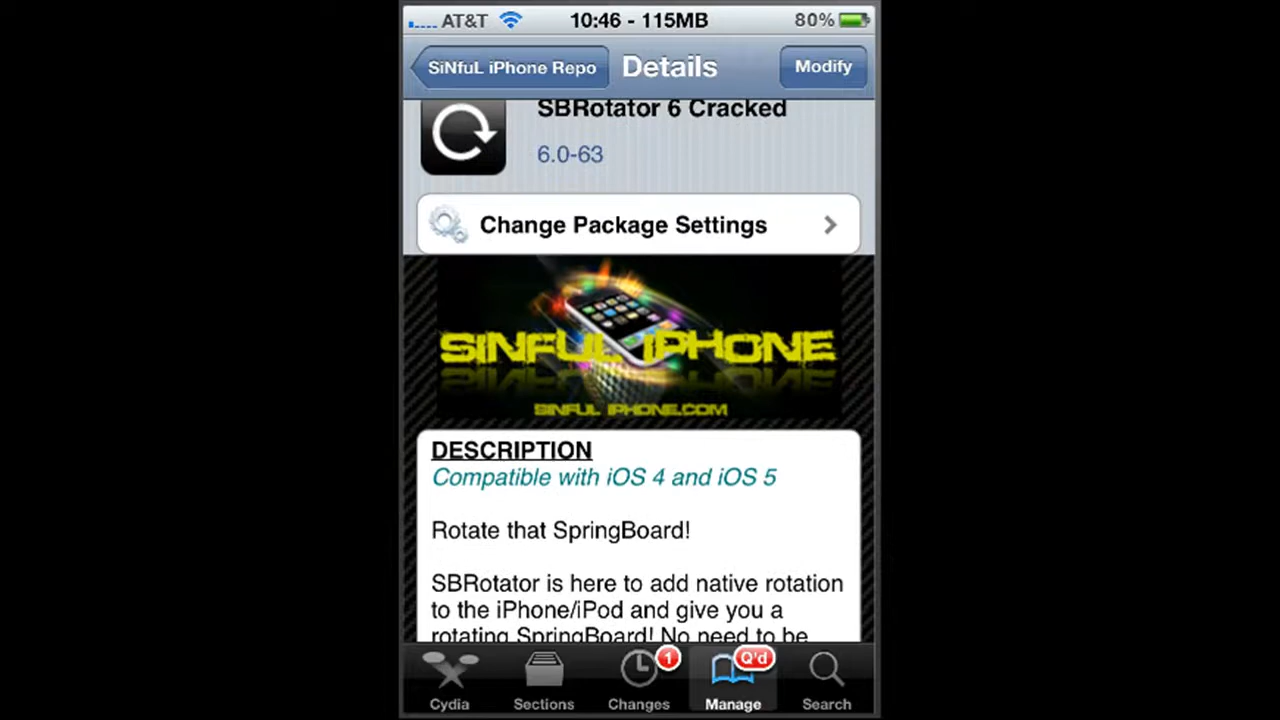 AT&T 10:46 - 115MB 80%
SiNfuL iPhone Repo Details Modify
SBRotator 6 Cracked
6.0-63
Change Package Settings
SINFUL IPHONE
SINFUL IPHONE.COM
DESCRIPTION
Compatible with iOS 4 and iOS 5
Rotate that SpringBoard!
SBRotator is here to add native rotation
to the iPhone/iPod and give you a
rotating SpringBoard! No need to be
1 Q'd
Cydia Sections Changes Manage Search